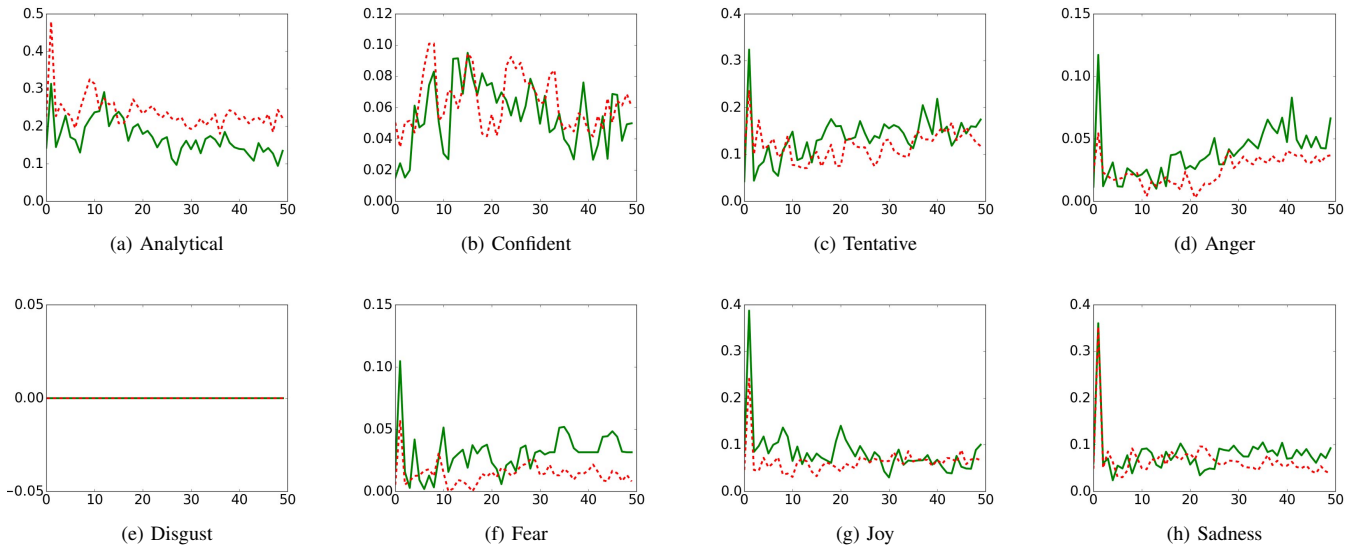 0.5
0.4
0.3
0.2
0.1
0.0
0 10 20 30 40 50
(a) Analytical
0.12
0.10
0.08
0.06
0.04
0.02
0.00
0 10 20 30 40 50
(b) Confident
0.4
0.3
0.2
0.1
0.0
0 10 20 30 40 50
(c) Tentative
0.15
0.10
0.05
0.00
0 10 20 30 40 50
(d) Anger
0.05
0.00
−0.05
0 10 20 30 40 50
(e) Disgust
0.15
0.10
0.05
0.00
0 10 20 30 40 50
(f) Fear
0.4
0.3
0.2
0.1
0.0
0 10 20 30 40 50
(g) Joy
0.4
0.3
0.2
0.1
0.0
0 10 20 30 40 50
(h) Sadness